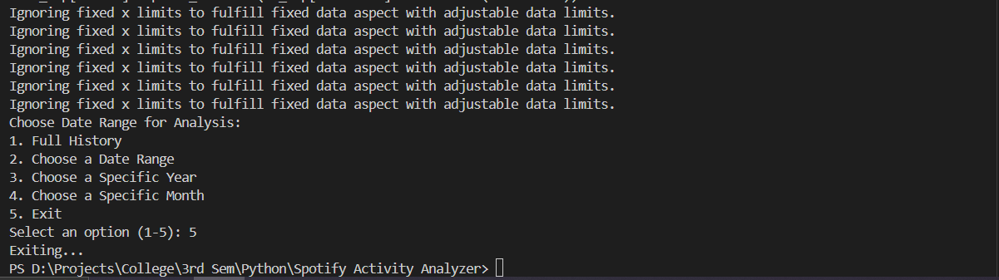 Ignoring fixed x limits to fulfill fixed data aspect with adjustable data limits.
Ignoring fixed x limits to fulfill fixed data aspect with adjustable data limits.
Ignoring fixed x limits to fulfill fixed data aspect with adjustable data limits.
Ignoring fixed x limits to fulfill fixed data aspect with adjustable data limits.
Ignoring fixed x limits to fulfill fixed data aspect with adjustable data limits.
Ignoring fixed x limits to fulfill fixed data aspect with adjustable data limits.
Choose Date Range for Analysis:
1. Full History
2. Choose a Date Range
3. Choose a Specific Year
4. Choose a Specific Month
5. Exit
Select an option (1-5): 5
Exiting...
PS D:\Projects\College\3rd Sem\Python\Spotify Activity Analyzer>